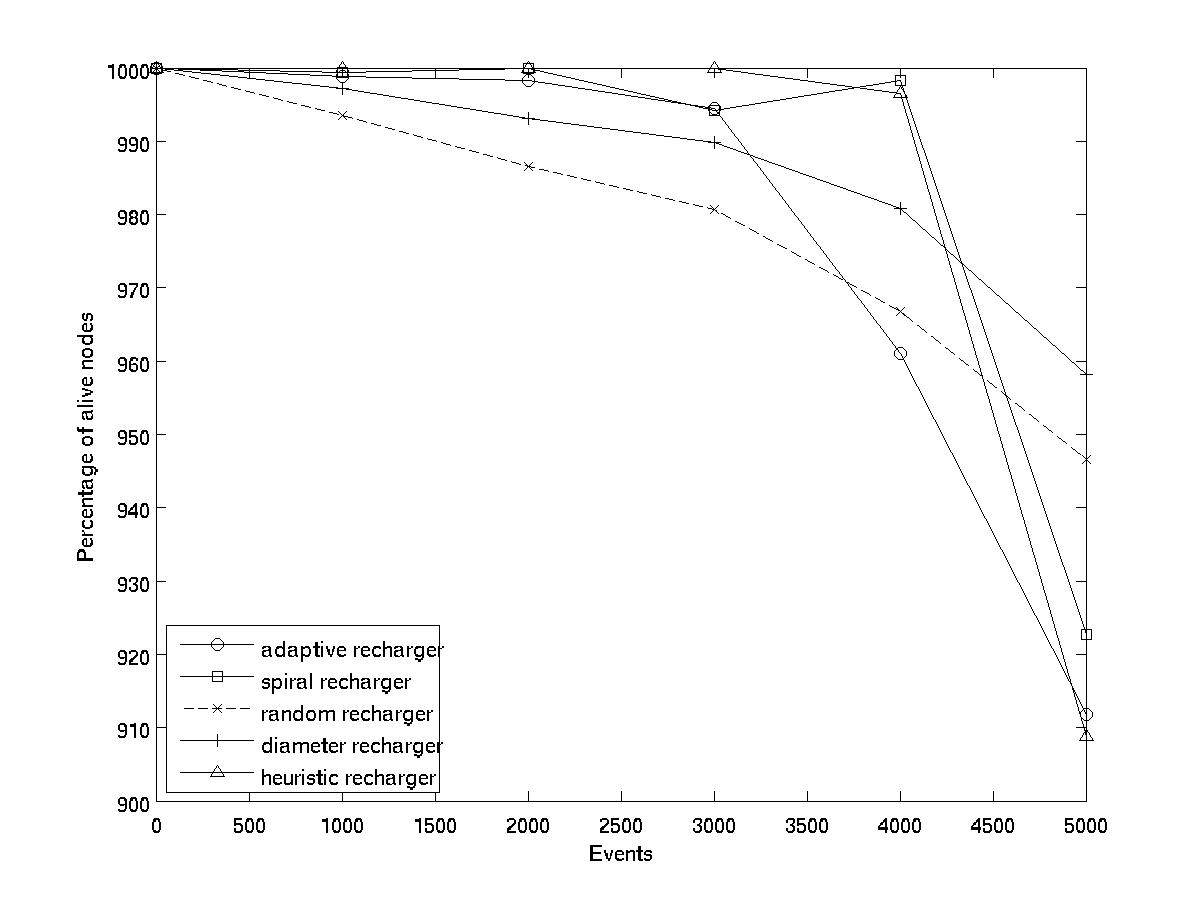 1000
990
980
970
960
950
940
930
920
910
900
Percentage of alive nodes
adaptive recharger
spiral recharger
random recharger
diameter recharger
heuristic recharger
0 500 1000 1500 2000 2500 3000 3500 4000 4500 5000
Events